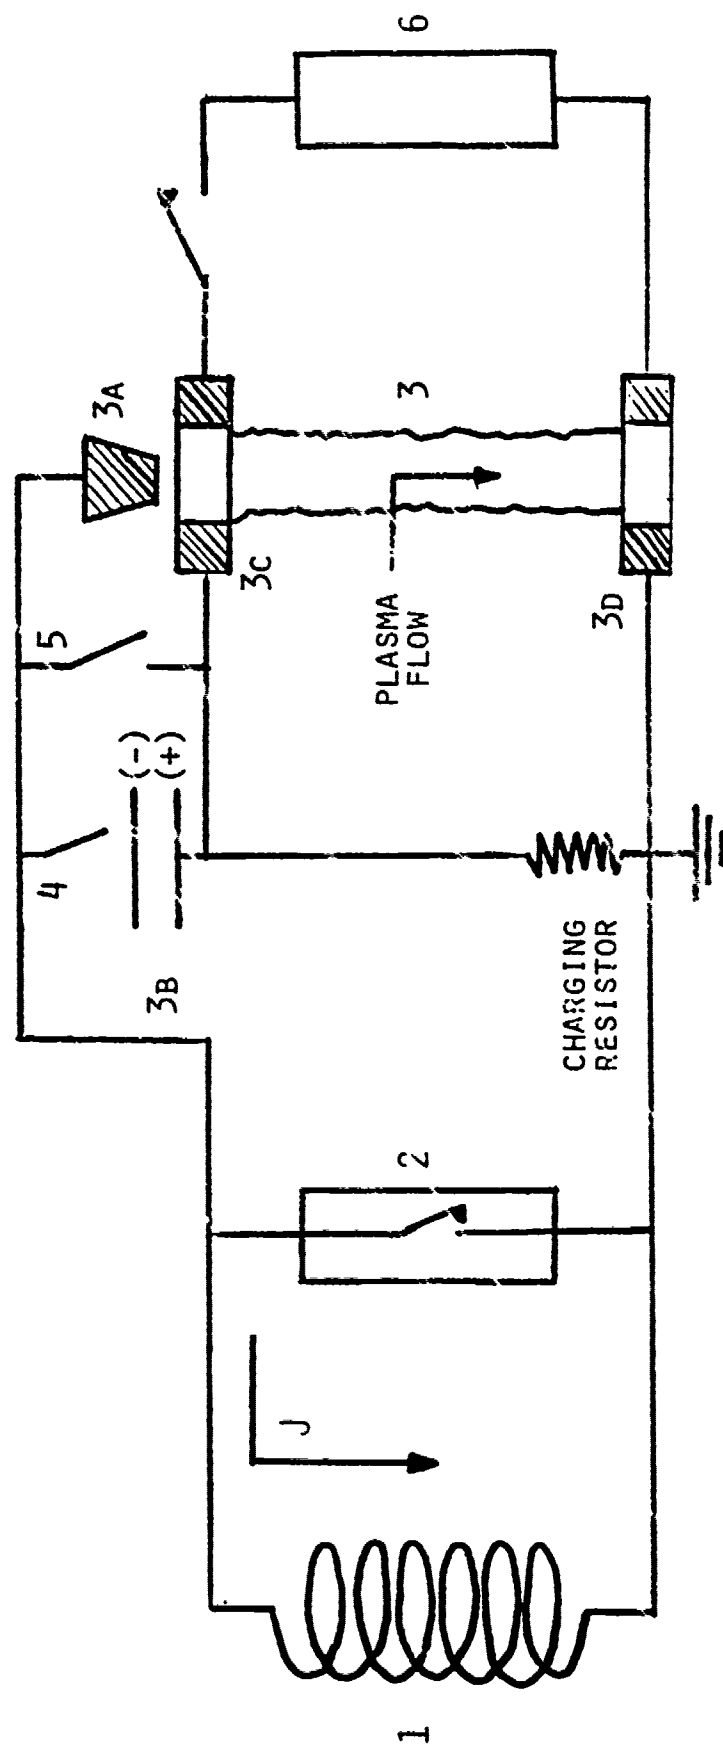 1
J
2
CHARGING
RESISTOR
3B
4
(-)
(+)
5
PLASMA
FLOW
3C
3D
3A
3
6